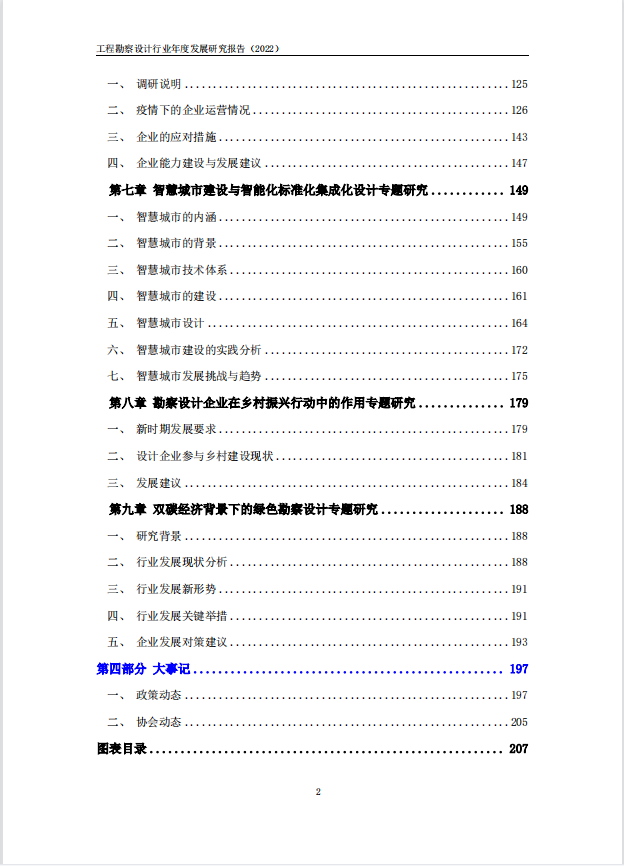 工程勘察设计行业年度发展研究报告（2022）
一、 调研说明........................................................125
二、 疫情下的企业运营情况............................................126
三、 企业的应对措施..................................................143
四、 企业能力建设与发展建议..........................................147
第七章 智慧城市建设与智能化标准化集成化设计专题研究............ 149
一、 智慧城市的内涵..................................................149
二、 智慧城市的背景..................................................155
三、 智慧城市技术体系................................................160
四、 智慧城市的建设..................................................161
五、 智慧城市设计....................................................164
六、 智慧城市建设的实践分析..........................................172
七、 智慧城市发展挑战与趋势..........................................175
第八章 勘察设计企业在乡村振兴行动中的作用专题研究.............. 179
一、 新时期发展要求..................................................179
二、 设计企业参与乡村建设现状........................................181
三、 发展建议........................................................184
第九章 双碳经济背景下的绿色勘察设计专题研究.................... 188
一、 研究背景........................................................188
二、 行业发展现状分析................................................188
三、 行业发展新形势..................................................191
四、 行业发展关键举措................................................191
五、 企业发展对策建议................................................193
第四部分 大事记.................................................. 197
一、 政策动态........................................................197
二、 协会动态........................................................205
图表目录......................................................... 207
2